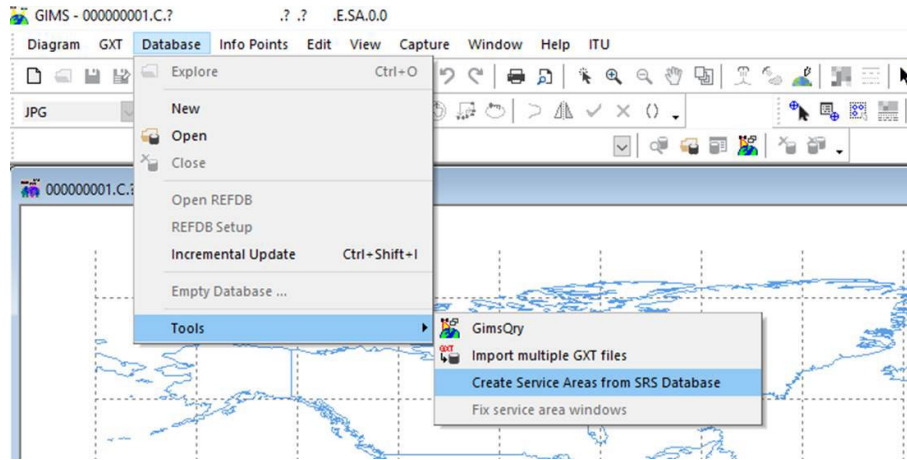 GIMS - 000000001.C.? .? .? .E.SA.0.0
Diagram GXT Database Info Points Edit View Capture Window Help ITU
Explore Ctrl+O
JPG
New
Open
Close
000000001.C.?
Open REFDB
REFDB Setup
Incremental Update Ctrl+Shift+I
Empty Database ...
Tools
GimsQry
GXT
Import multiple GXT files
Create Service Areas from SRS Database
Fix service area windows